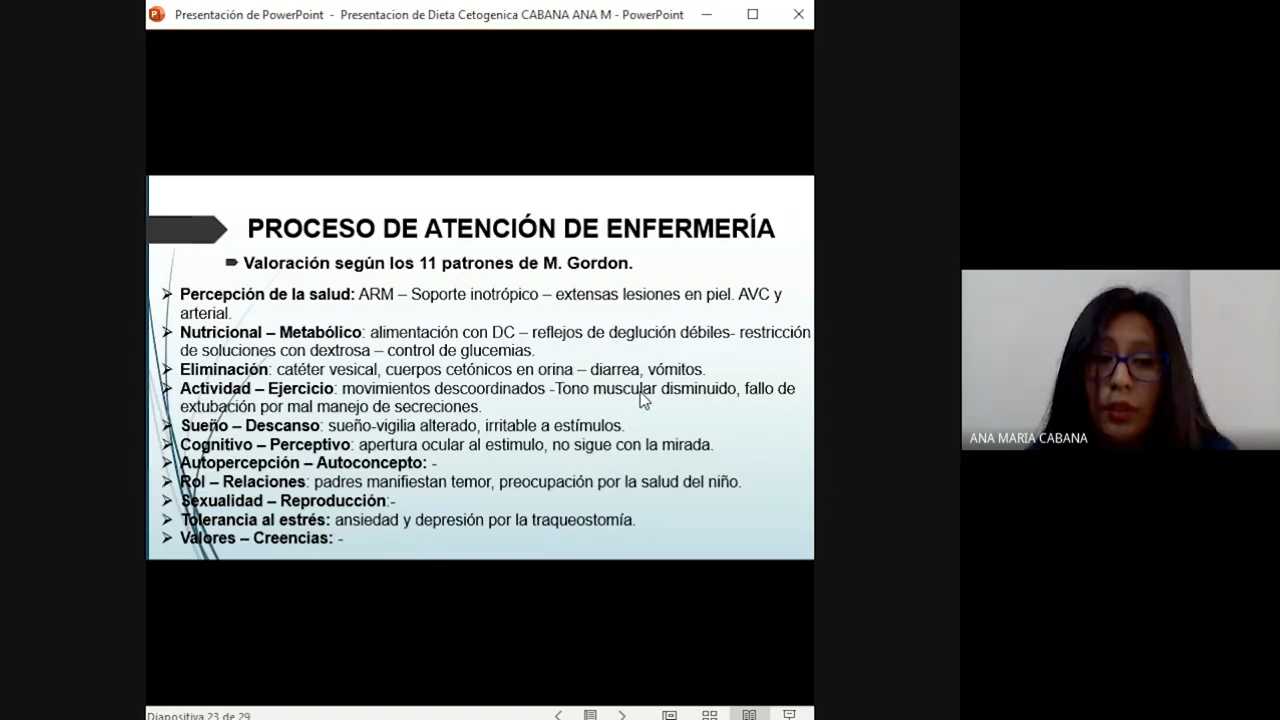 Presentación de PowerPoint - Presentacion de Dieta Cetogenica CABANA ANA M - PowerPoint
PROCESO DE ATENCIÓN DE ENFERMERÍA
Valoración según los 11 patrones de M. Gordon.
Percepción de la salud: ARM – Soporte inotrópico – extensas lesiones en piel. AVC y
arterial.
Nutricional – Metabólico: alimentación con DC – reflejos de deglución débiles- restricción
de soluciones con dextrosa – control de glucemias.
Eliminación: catéter vesical, cuerpos cetónicos en orina – diarrea, vómitos.
Actividad – Ejercicio: movimientos descoordinados -Tono muscular disminuido, fallo de
extubación por mal manejo de secreciones.
Sueño – Descanso: sueño-vigilia alterado, irritable a estímulos.
Cognitivo – Perceptivo: apertura ocular al estimulo, no sigue con la mirada.
Autopercepción – Autoconcepto: -
Rol – Relaciones: padres manifiestan temor, preocupación por la salud del niño.
Sexualidad – Reproducción:-
Tolerancia al estrés: ansiedad y depresión por la traqueostomía.
Valores – Creencias: -
ANA MARIA CABANA
Diapositiva 23 de 29